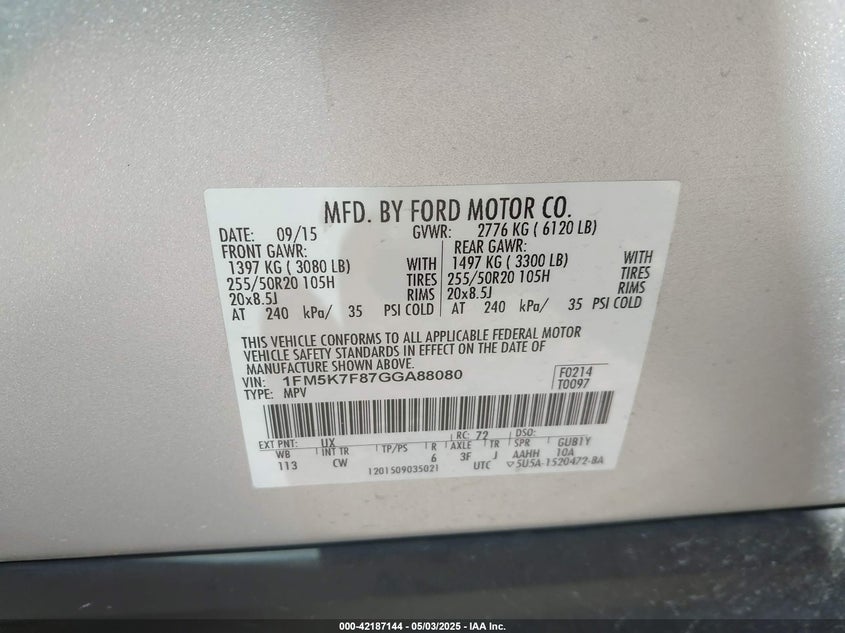 MFD. BY FORD MOTOR CO.
DATE: 09/15 GVWR: 2776 KG ( 6120 LB)
FRONT GAWR: REAR GAWR:
1397 KG ( 3080 LB) WITH 1497 KG ( 3300 LB) WITH
255/50R20 105H TIRES 255/50R20 105H TIRES
20x8.5J RIMS 20x8.5J RIMS
AT 240 kPa/ 35 PSI COLD AT 240 kPa/ 35 PSI COLD
THIS VEHICLE CONFORMS TO ALL APPLICABLE FEDERAL MOTOR
VEHICLE SAFETY STANDARDS IN EFFECT ON THE DATE OF
MANUFACTURE SHOWN ABOVE.
VIN: 1FM5K7F87GGA88080 F0214
TYPE: MPV T0097
EXT PNT: UX RC: 72 DSO:
WB INT TR TP/PS R AXLE TR SPR GUB1Y
113 CW 6 3F J AAHH 10A
1201509035021 UTC ▽5U5A-1520472-BA
000-42187144 - 05/03/2025 - IAA Inc.